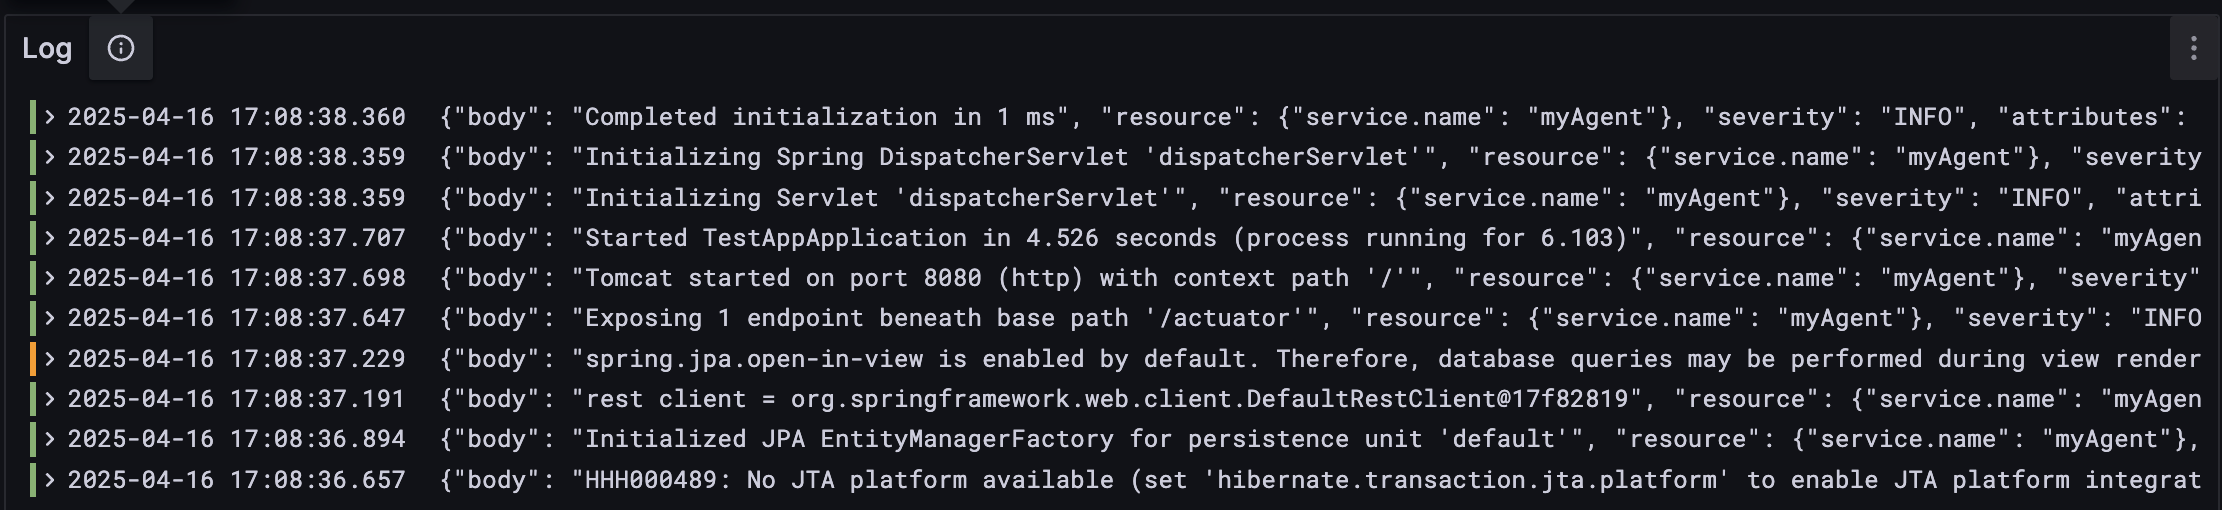 Log
2025-04-16 17:08:38.360 {"body": "Completed initialization in 1 ms", "resource": {"service.name": "myAgent"}, "severity": "INFO", "attributes":
2025-04-16 17:08:38.359 {"body": "Initializing Spring DispatcherServlet 'dispatcherServlet'", "resource": {"service.name": "myAgent"}, "severity
2025-04-16 17:08:38.359 {"body": "Initializing Servlet 'dispatcherServlet'", "resource": {"service.name": "myAgent"}, "severity": "INFO", "attri
2025-04-16 17:08:37.707 {"body": "Started TestAppApplication in 4.526 seconds (process running for 6.103)", "resource": {"service.name": "myAgen
2025-04-16 17:08:37.698 {"body": "Tomcat started on port 8080 (http) with context path '/'", "resource": {"service.name": "myAgent"}, "severity"
2025-04-16 17:08:37.647 {"body": "Exposing 1 endpoint beneath base path '/actuator'", "resource": {"service.name": "myAgent"}, "severity": "INFO
2025-04-16 17:08:37.229 {"body": "spring.jpa.open-in-view is enabled by default. Therefore, database queries may be performed during view render
2025-04-16 17:08:37.191 {"body": "rest client = org.springframework.web.client.DefaultRestClient@17f82819", "resource": {"service.name": "myAgen
2025-04-16 17:08:36.894 {"body": "Initialized JPA EntityManagerFactory for persistence unit 'default'", "resource": {"service.name": "myAgent"},
2025-04-16 17:08:36.657 {"body": "HHH000489: No JTA platform available (set 'hibernate.transaction.jta.platform' to enable JTA platform integrat